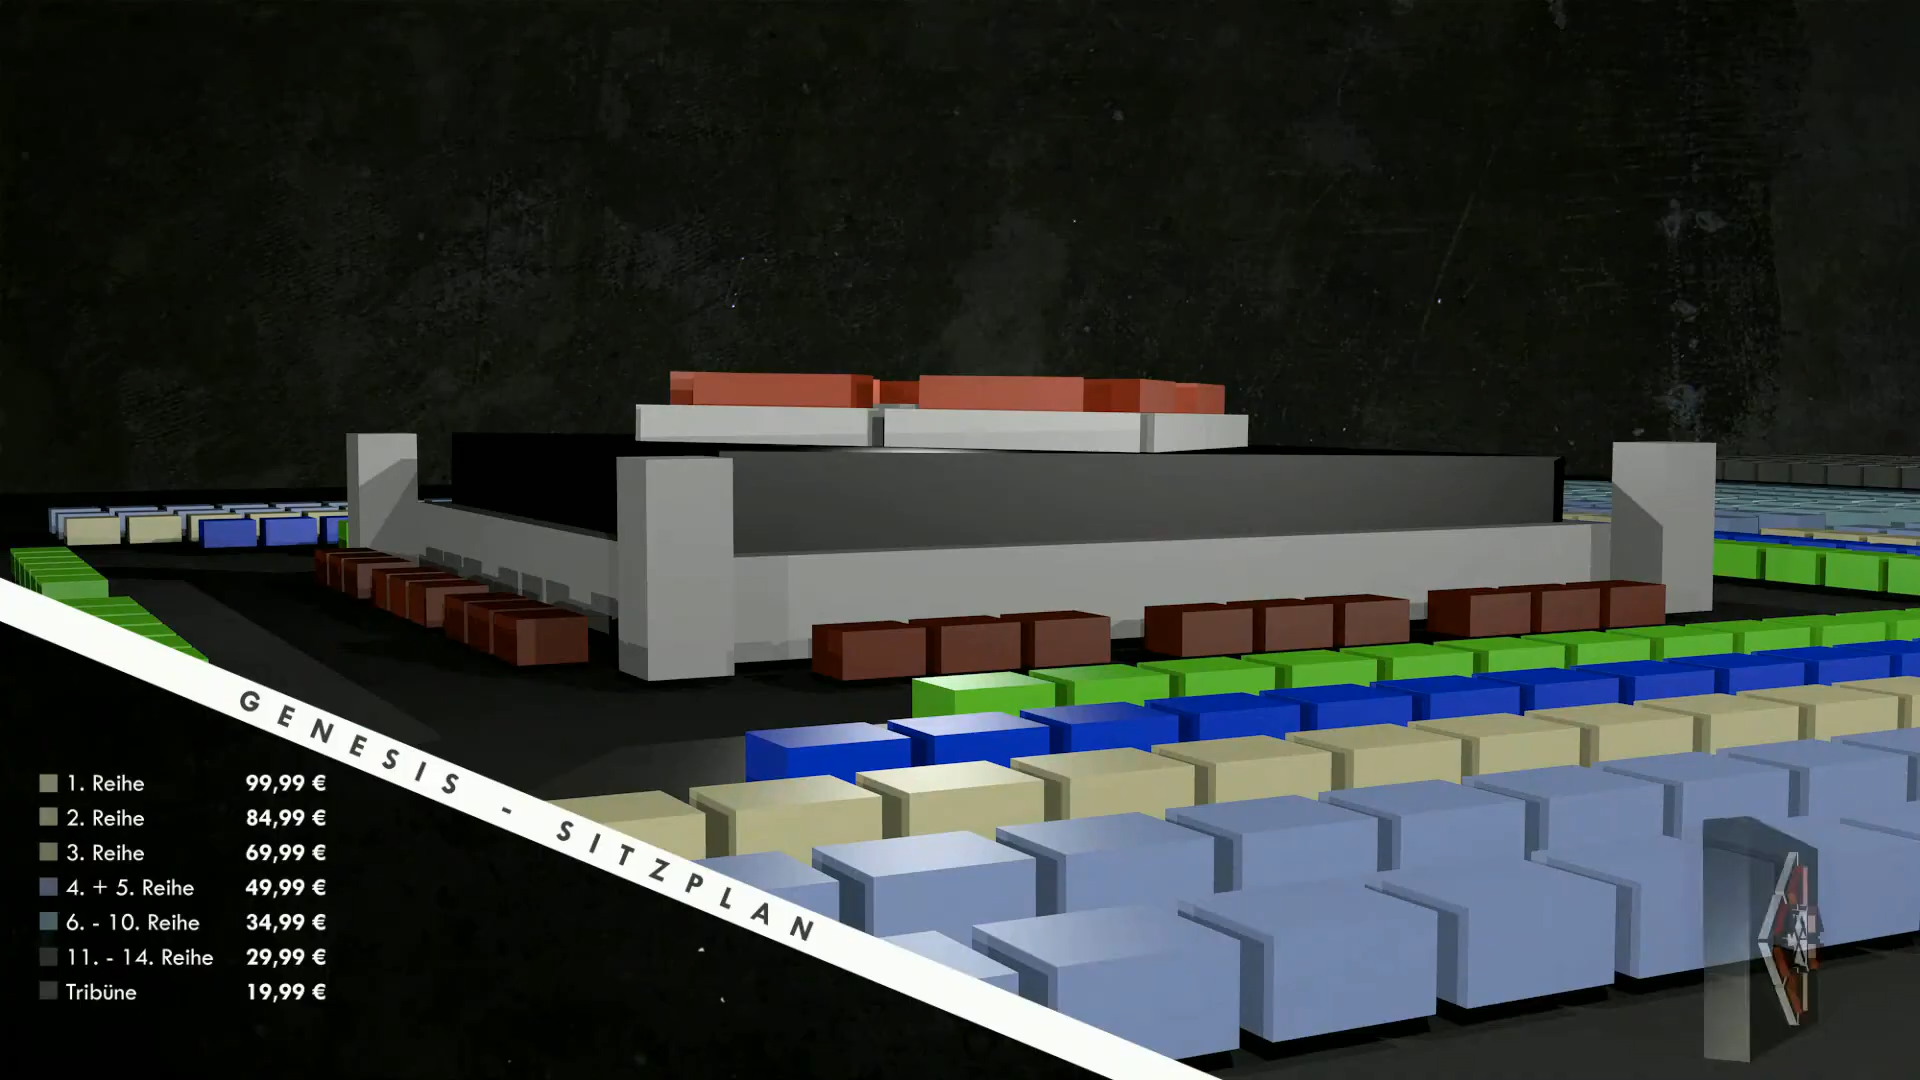 GENESIS - SITZPLAN
1. Reihe 99,99 €
2. Reihe 84,99 €
3. Reihe 69,99 €
4. + 5. Reihe 49,99 €
6. - 10. Reihe 34,99 €
11. - 14. Reihe 29,99 €
Tribüne 19,99 €